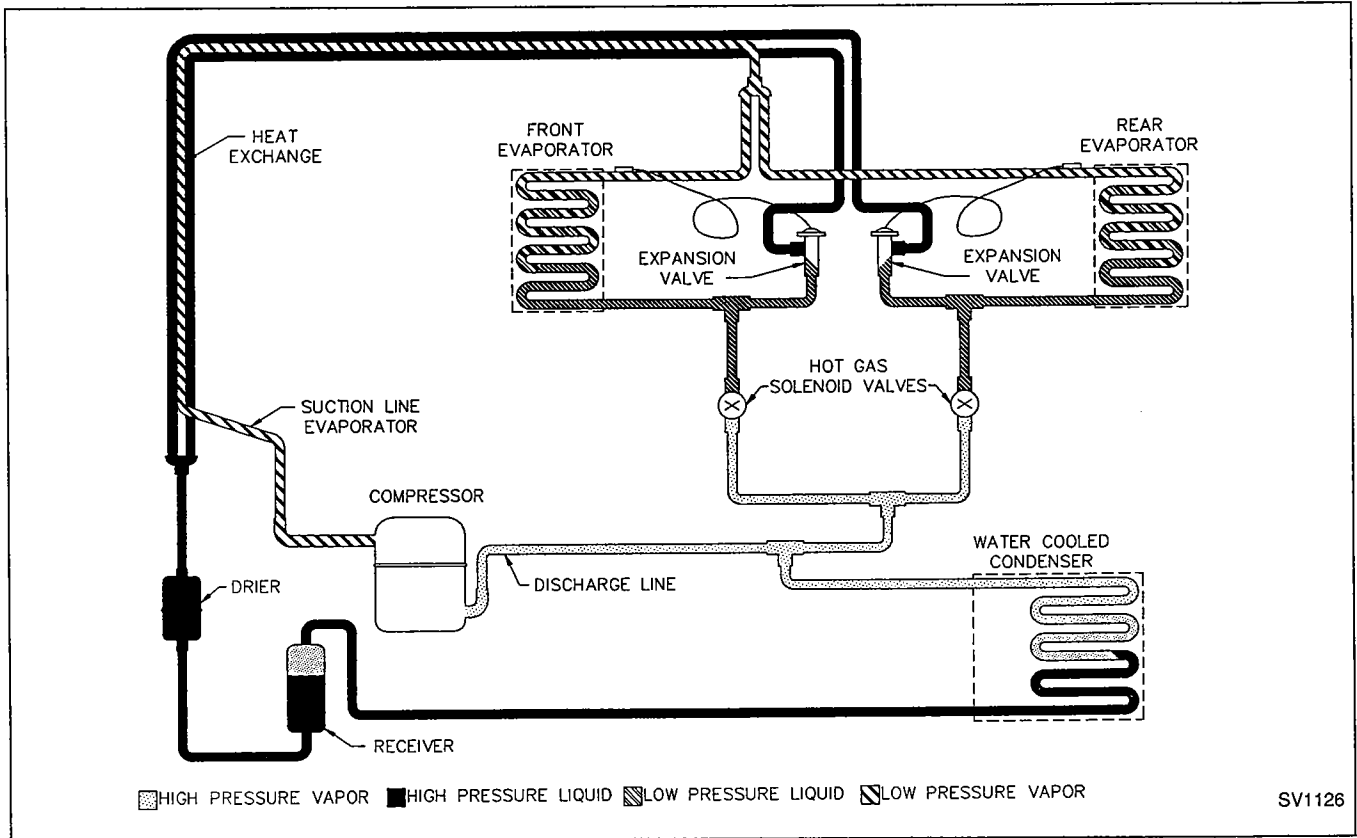 HEAT
EXCHANGE
FRONT
EVAPORATOR
REAR
EVAPORATOR
EXPANSION
VALVE
EXPANSION
VALVE
HOT GAS
SOLENOID VALVES
SUCTION LINE
EVAPORATOR
COMPRESSOR
DISCHARGE LINE
WATER COOLED
CONDENSER
DRIER
RECEIVER
HIGH PRESSURE VAPOR HIGH PRESSURE LIQUID LOW PRESSURE LIQUID LOW PRESSURE VAPOR
SV1126